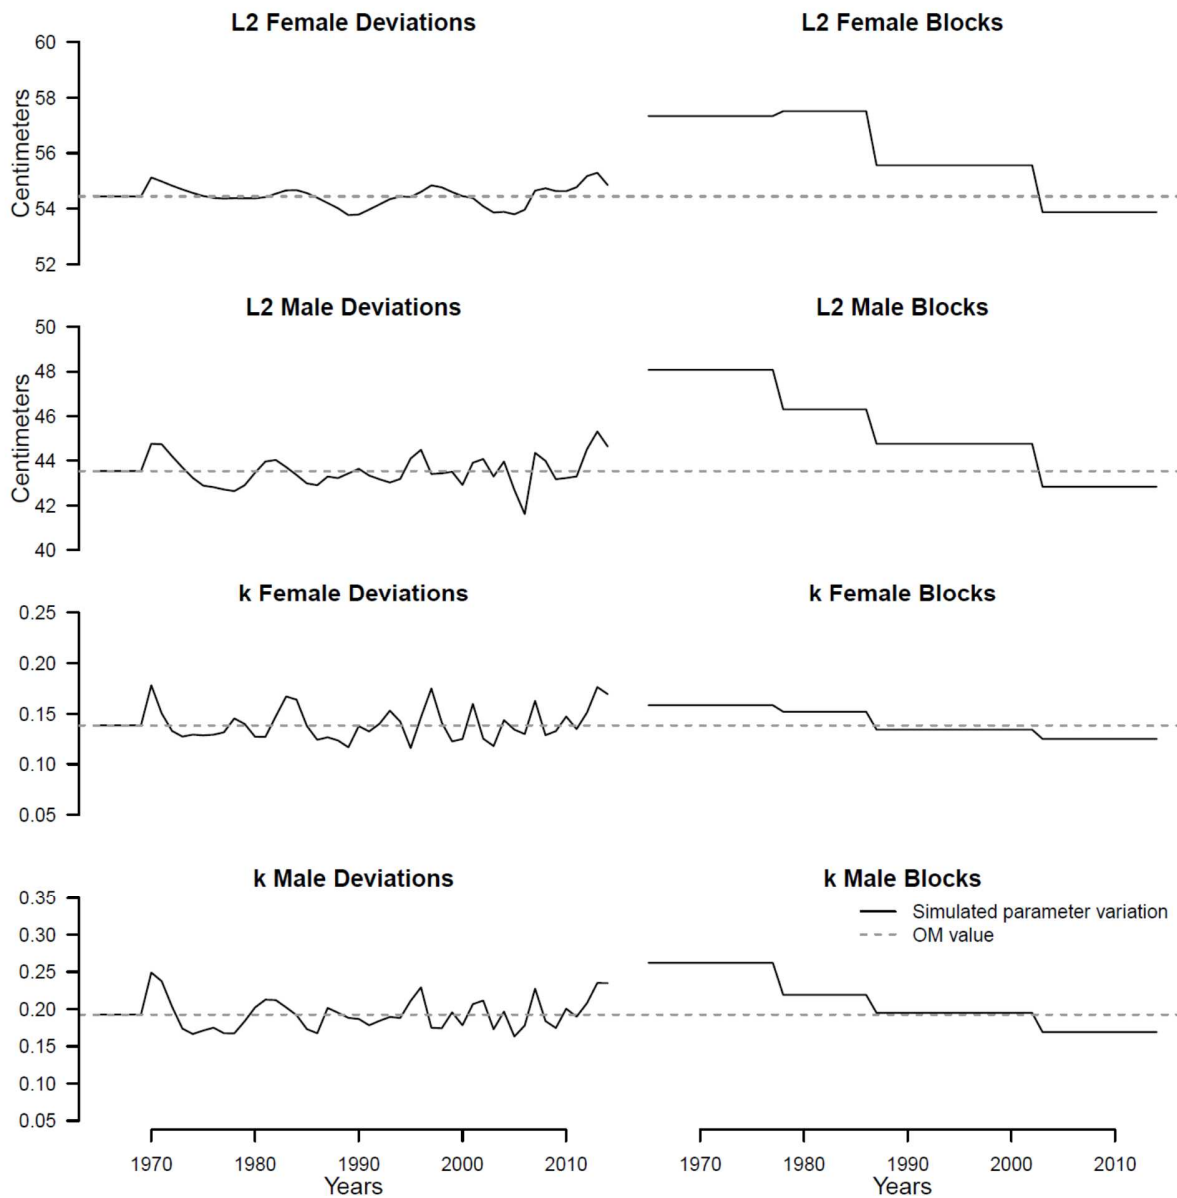 L2 Female Deviations
L2 Female Blocks
Centimeters
60
58
56
54
52
L2 Male Deviations
L2 Male Blocks
Centimeters
50
48
46
44
42
40
k Female Deviations
k Female Blocks
0.25
0.20
0.15
0.10
0.05
k Male Deviations
k Male Blocks
0.35
0.30
0.25
0.20
0.15
0.10
0.05
Simulated parameter variation
OM value
1970 1980 1990 2000 2010
Years
1970 1980 1990 2000 2010
Years